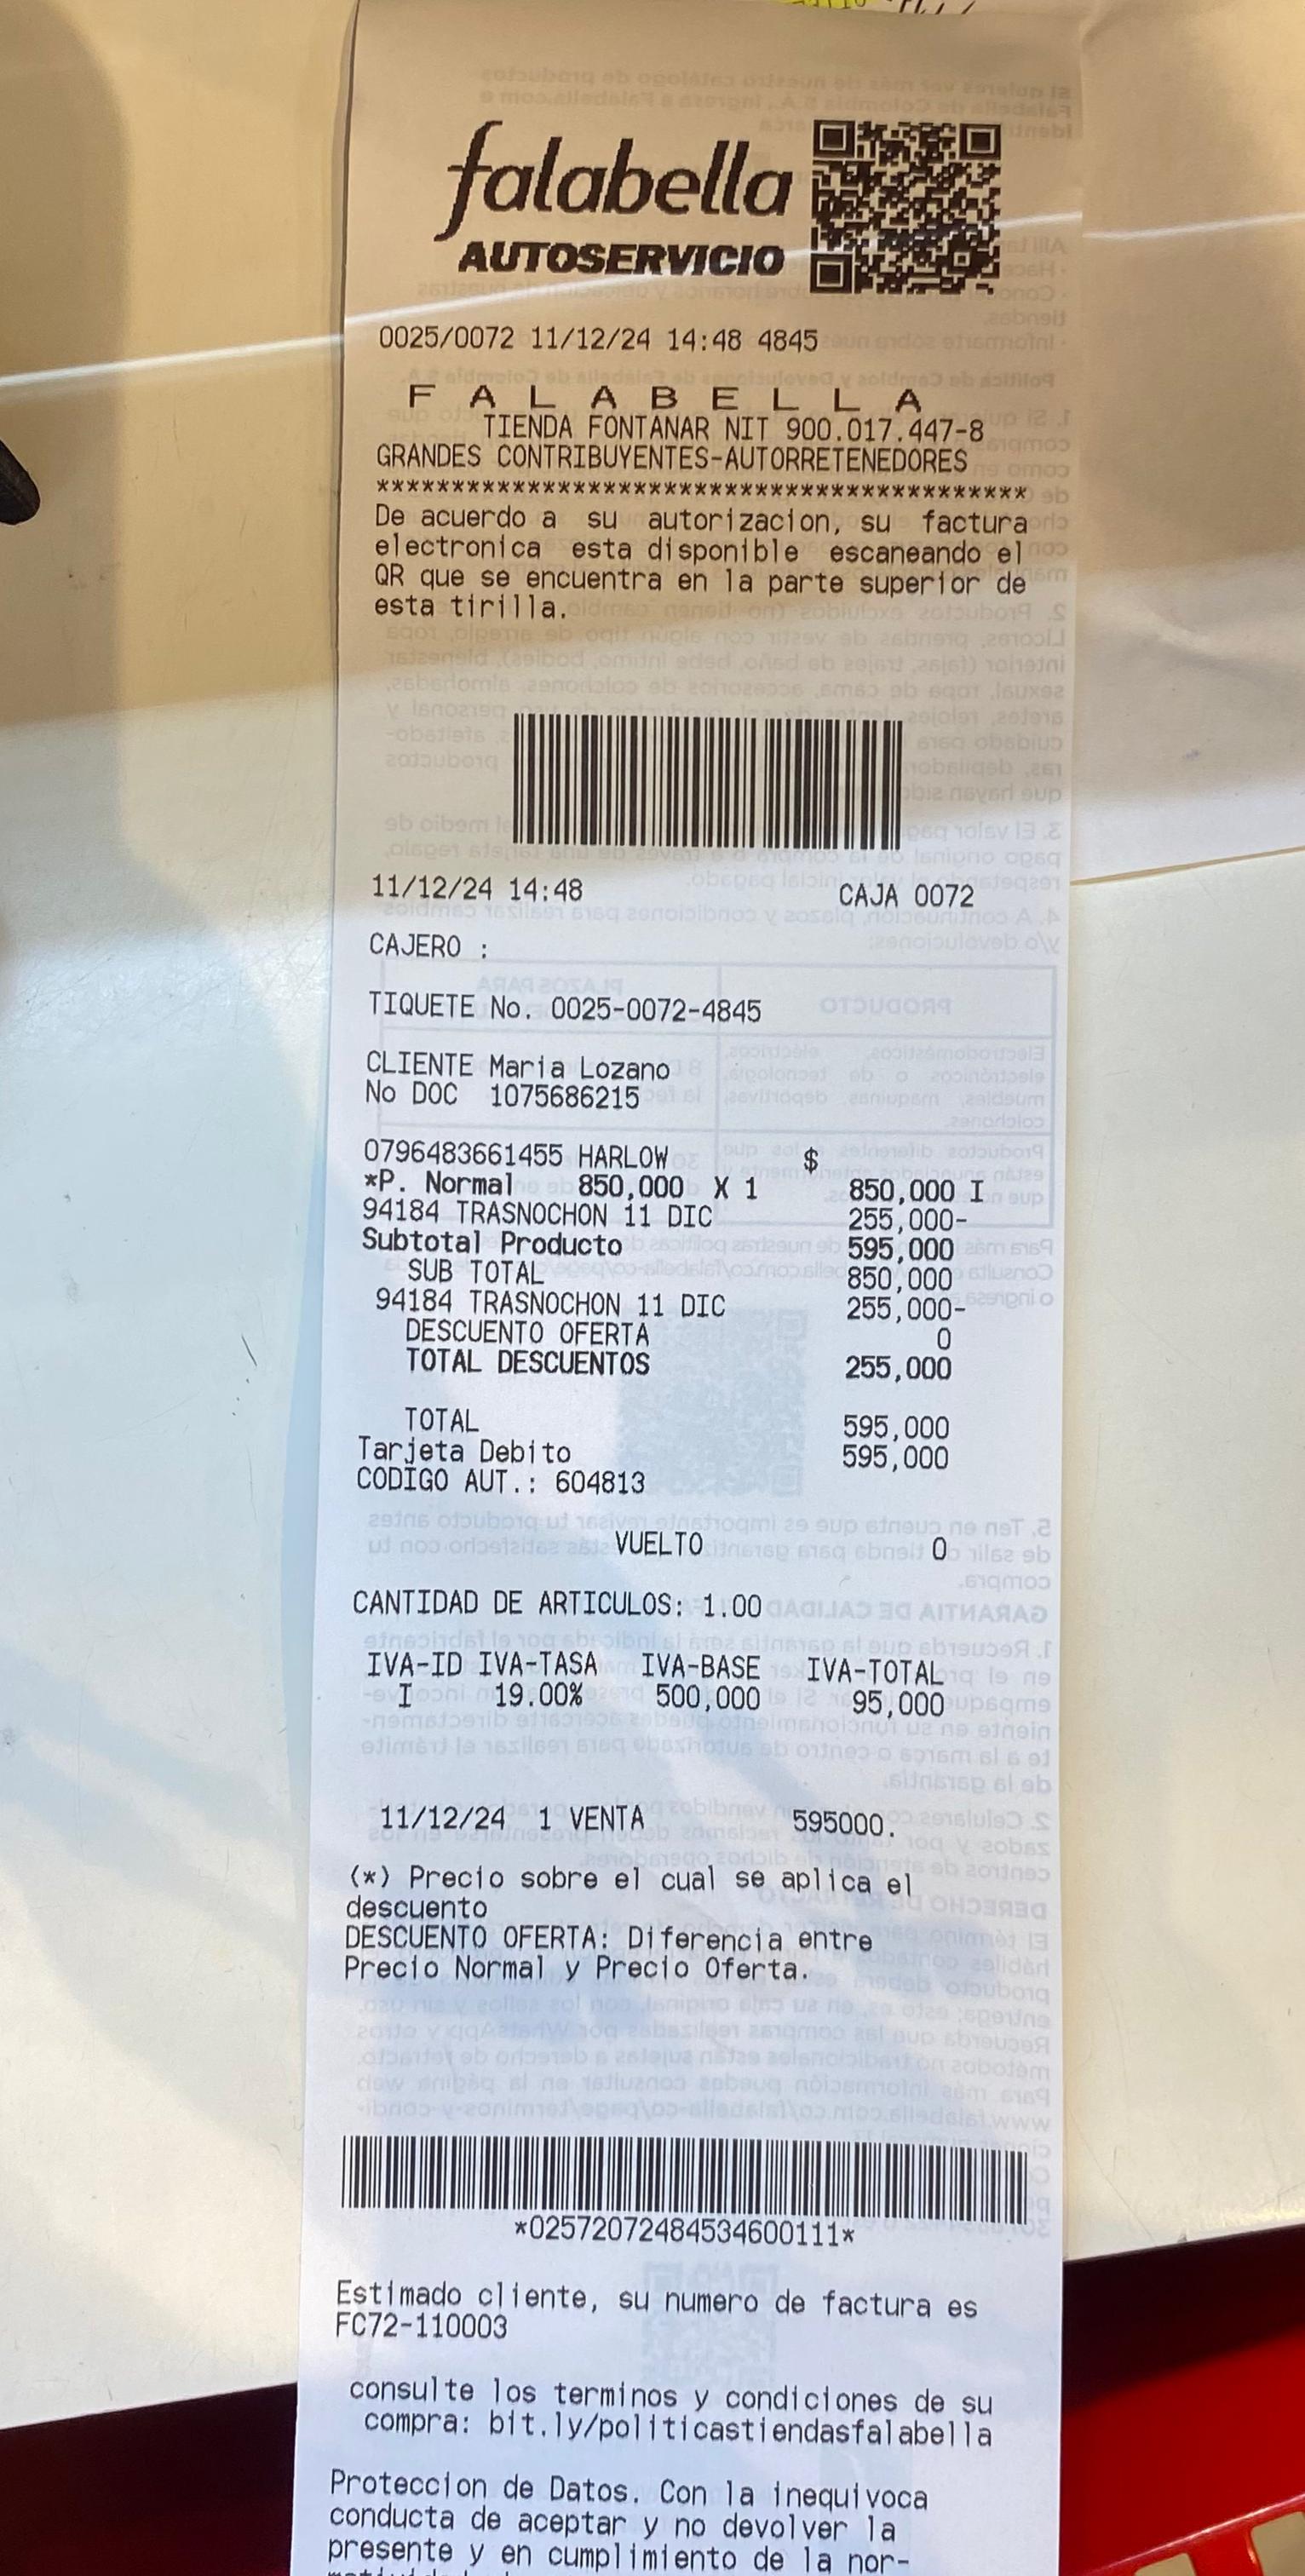 falabella
AUTOSERVICIO
0025/0072 11/12/24 14:48 4845
F A L A B E L L A
TIENDA FONTANAR NIT 900.017.447-8
GRANDES CONTRIBUYENTES-AUTORRETENEDORES
*******************************************
De acuerdo a su autorizacion, su factura
electronica esta disponible escaneando el
QR que se encuentra en la parte superior de
esta tirilla.
11/12/24 14:48 CAJA 0072
CAJERO :
TIQUETE No. 0025-0072-4845
CLIENTE Maria Lozano
No DOC 1075686215
0796483661455 HARLOW $
*P. Normal 850,000 X 1 850,000 I
94184 TRASNOCHON 11 DIC 255,000-
Subtotal Producto 595,000
SUB TOTAL 850,000
94184 TRASNOCHON 11 DIC 255,000-
DESCUENTO OFERTA 0
TOTAL DESCUENTOS 255,000
TOTAL 595,000
Tarjeta Debito 595,000
CODIGO AUT.: 604813
VUELTO 0
CANTIDAD DE ARTICULOS: 1.00
IVA-ID IVA-TASA IVA-BASE IVA-TOTAL
I 19.00% 500,000 95,000
11/12/24 1 VENTA 595000.
(*) Precio sobre el cual se aplica el
descuento
DESCUENTO OFERTA: Diferencia entre
Precio Normal y Precio Oferta.
*02572072484534600111*
Estimado cliente, su numero de factura es
FC72-110003
consulte los terminos y condiciones de su
compra: bit.ly/politicastiendasfalabella
Proteccion de Datos. Con la inequivoca
conducta de aceptar y no devolver la
presente y en cumplimiento de la nor-